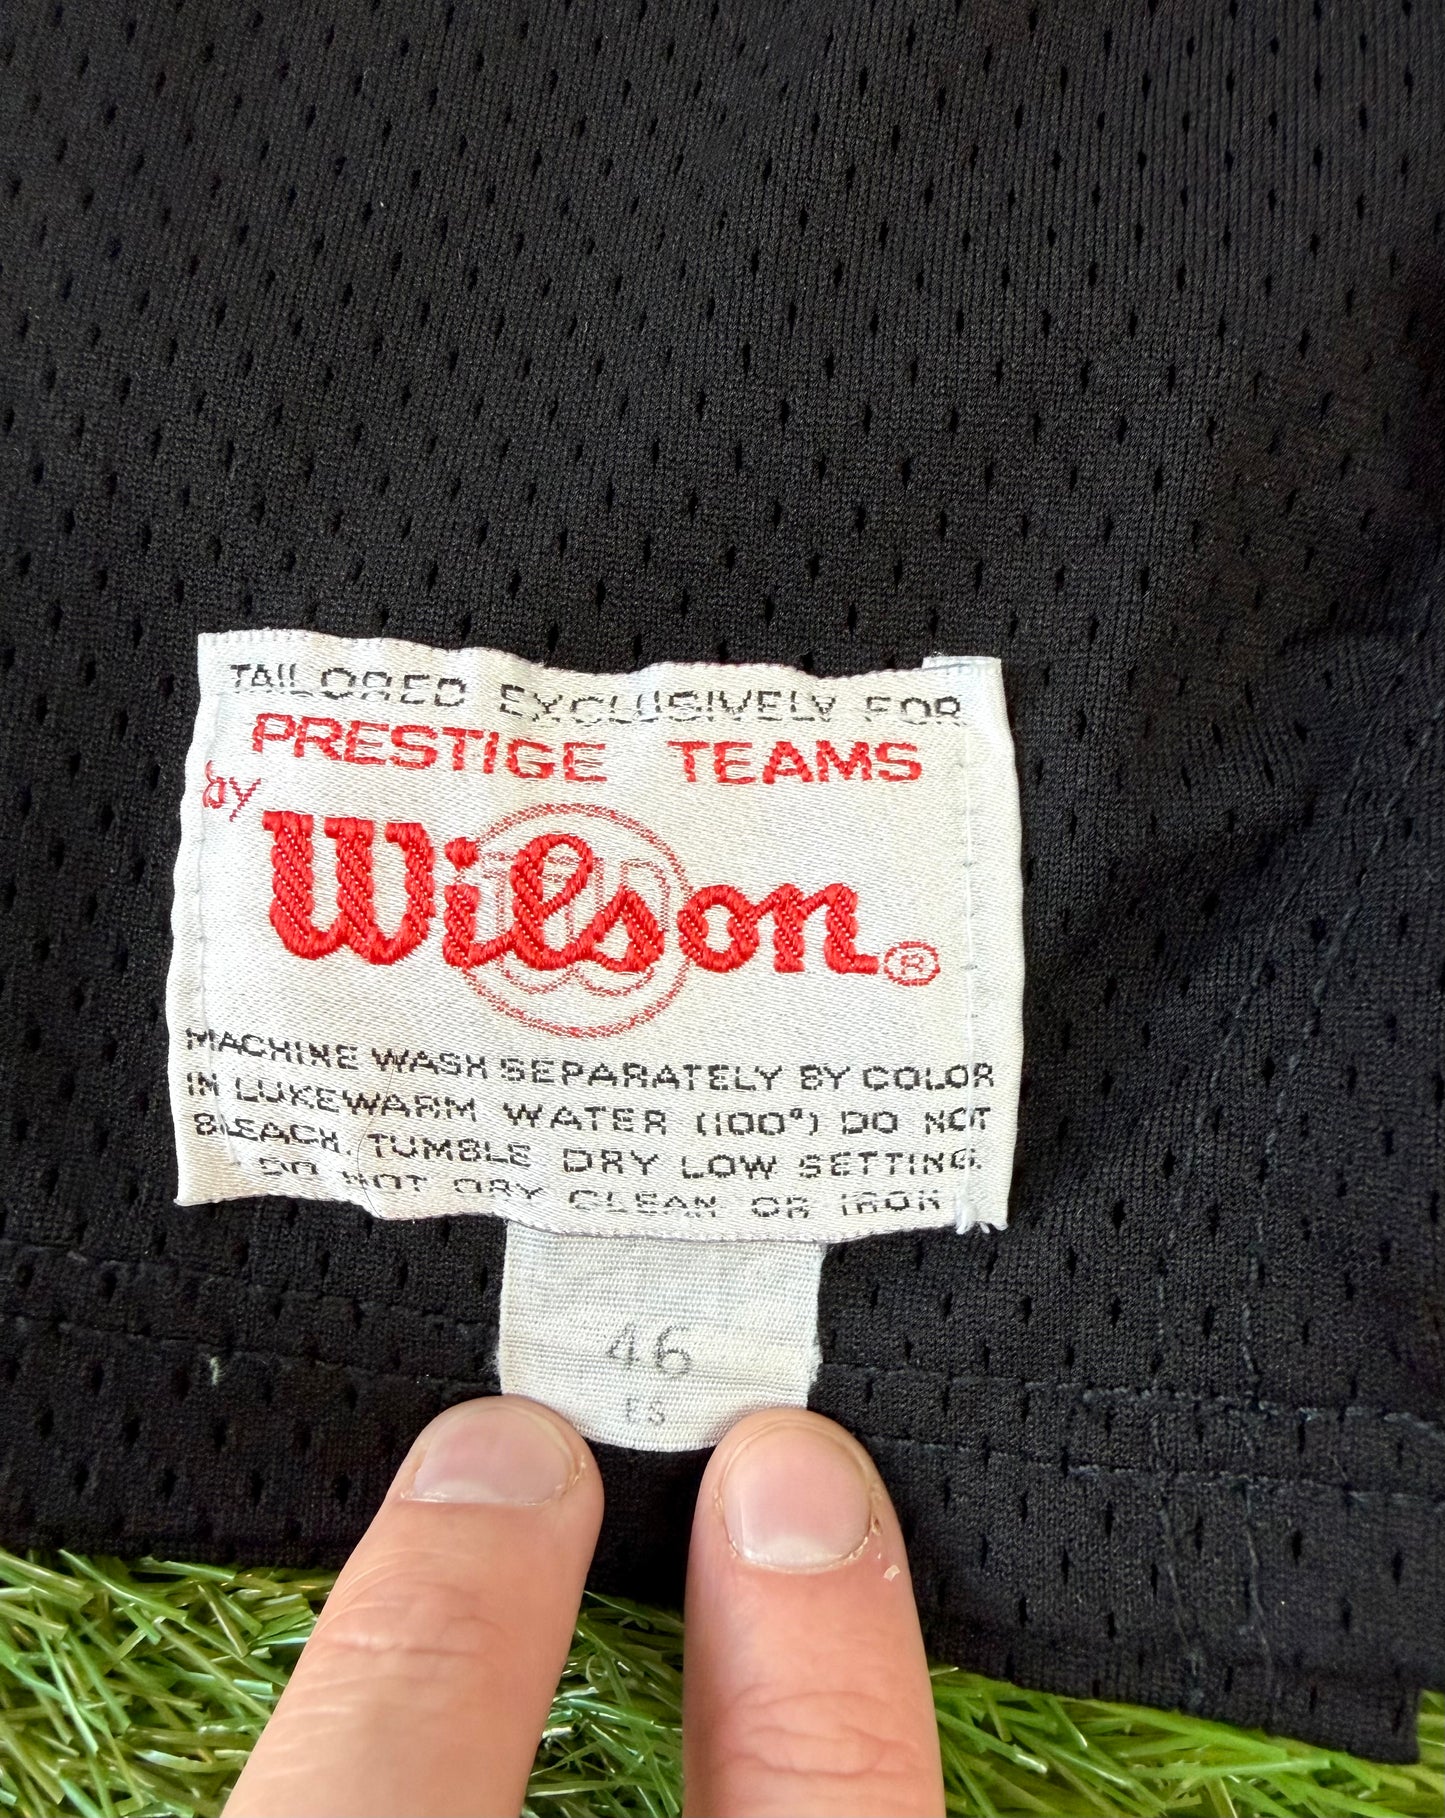 TAILORED EXCLUSIVELY FOR
PRESTIGE TEAMS
by
Wilson®
MACHINE WASH SEPARATELY BY COLOR
IN LUKEWARM WATER (100°) DO NOT
BLEACH. TUMBLE DRY LOW SETTING.
DO NOT DRY CLEAN OR IRON
46
ES